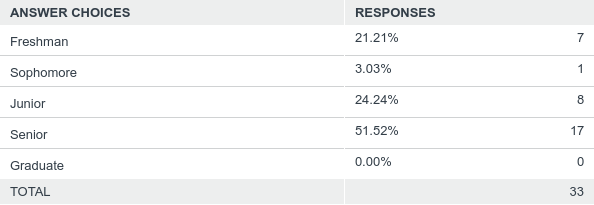 ANSWER CHOICES RESPONSES
Freshman 21.21% 7
Sophomore 3.03% 1
Junior 24.24% 8
Senior 51.52% 17
Graduate 0.00% 0
TOTAL 33